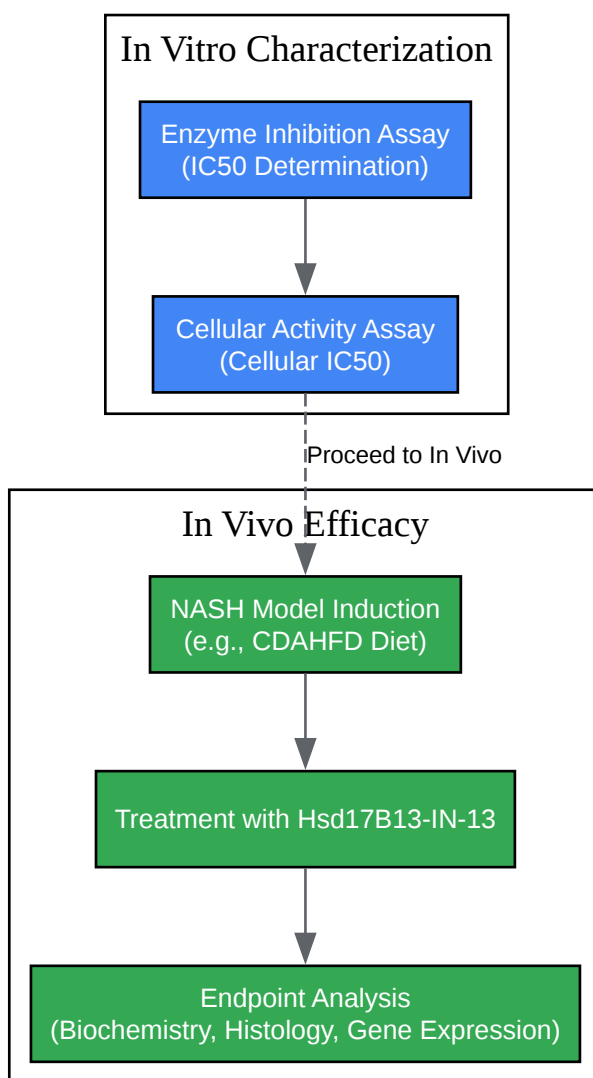 In Vitro Characterization
Enzyme Inhibition Assay
(IC50 Determination)
Cellular Activity Assay
(Cellular IC50)
Proceed to In Vivo
In Vivo Efficacy
NASH Model Induction
(e.g., CDAHFD Diet)
Treatment with Hsd17B13-IN-13
Endpoint Analysis
(Biochemistry, Histology, Gene Expression)